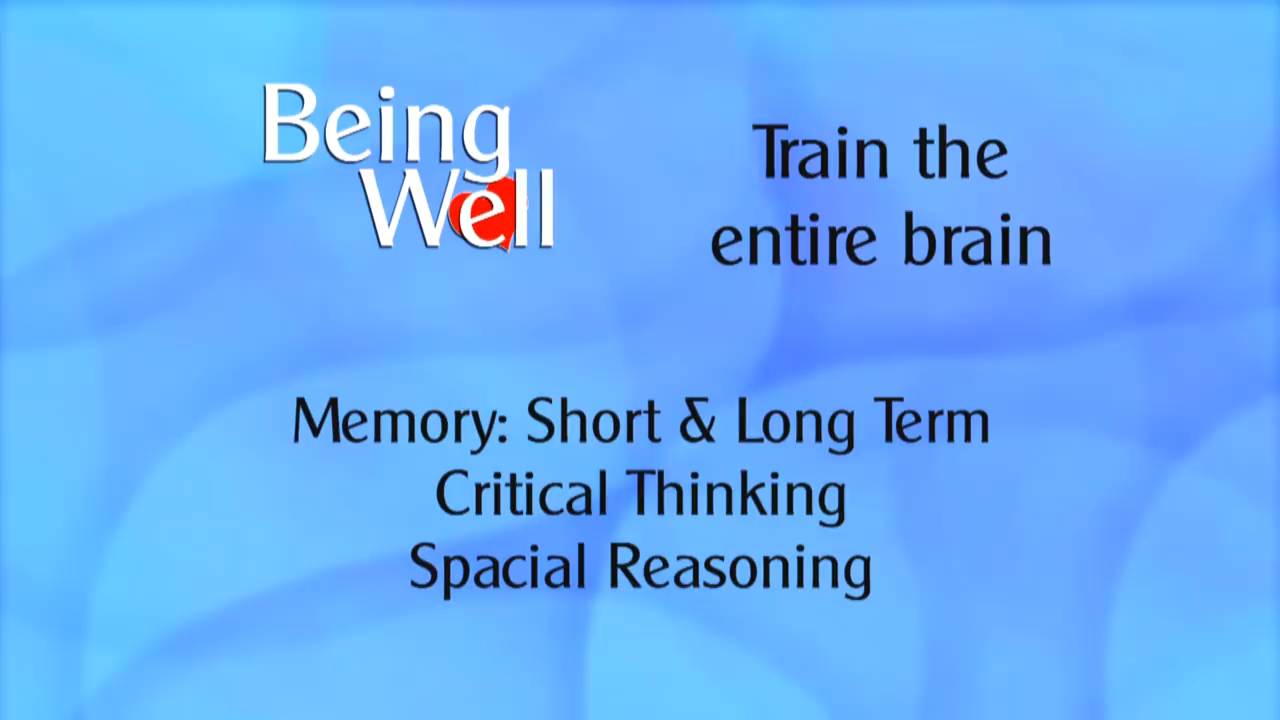 Being
Well
Train the
entire brain
Memory: Short & Long Term
Critical Thinking
Spacial Reasoning